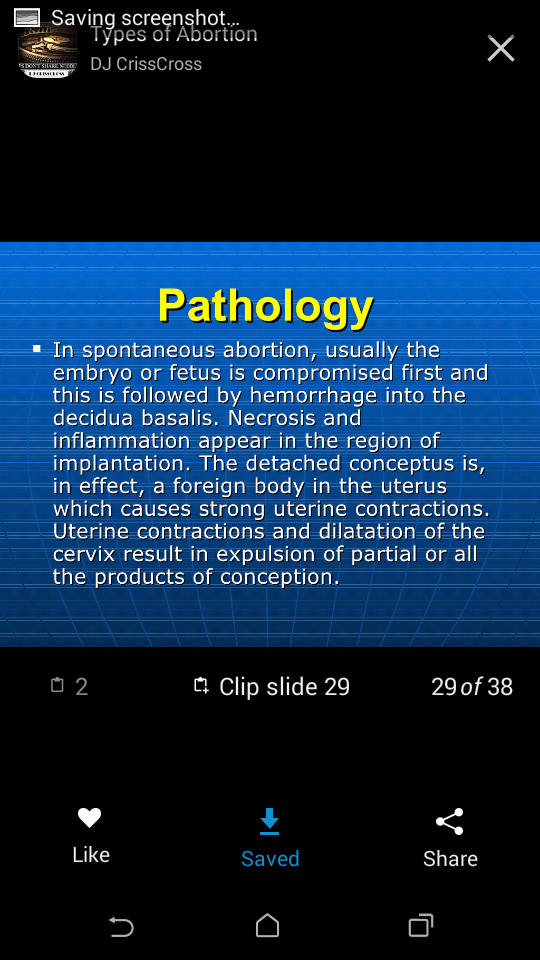 Saving screenshot...
Types of Abortion
DJ CrissCross
Pathology
In spontaneous abortion, usually the
embryo or fetus is compromised first and
this is followed by hemorrhage into the
decidua basalis. Necrosis and
inflammation appear in the region of
implantation. The detached conceptus is,
in effect, a foreign body in the uterus
which causes strong uterine contractions.
Uterine contractions and dilatation of the
cervix result in expulsion of partial or all
the products of conception.
2
Clip slide 29
29 of 38
Like
Saved
Share